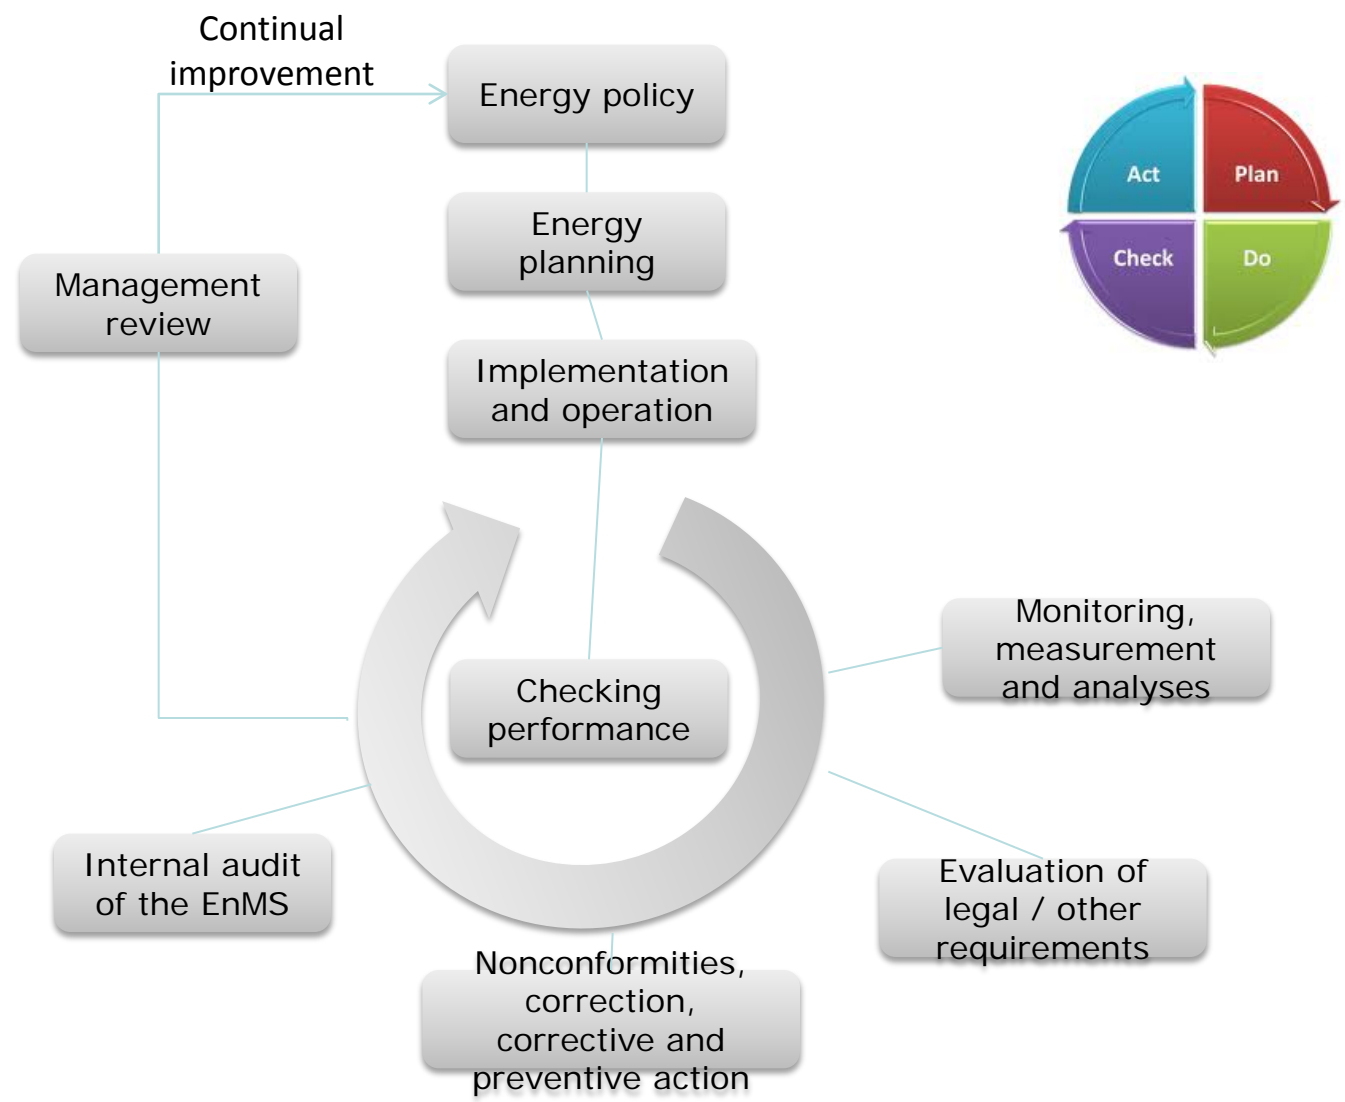 Continual
improvement
Energy policy
Act
Plan
Check
Do
Energy
planning
Management
review
Implementation
and operation
Monitoring,
measurement
and analyses
Checking
performance
Internal audit
of the EnMS
Evaluation of
legal / other
requirements
Nonconformities,
correction,
corrective and
preventive action